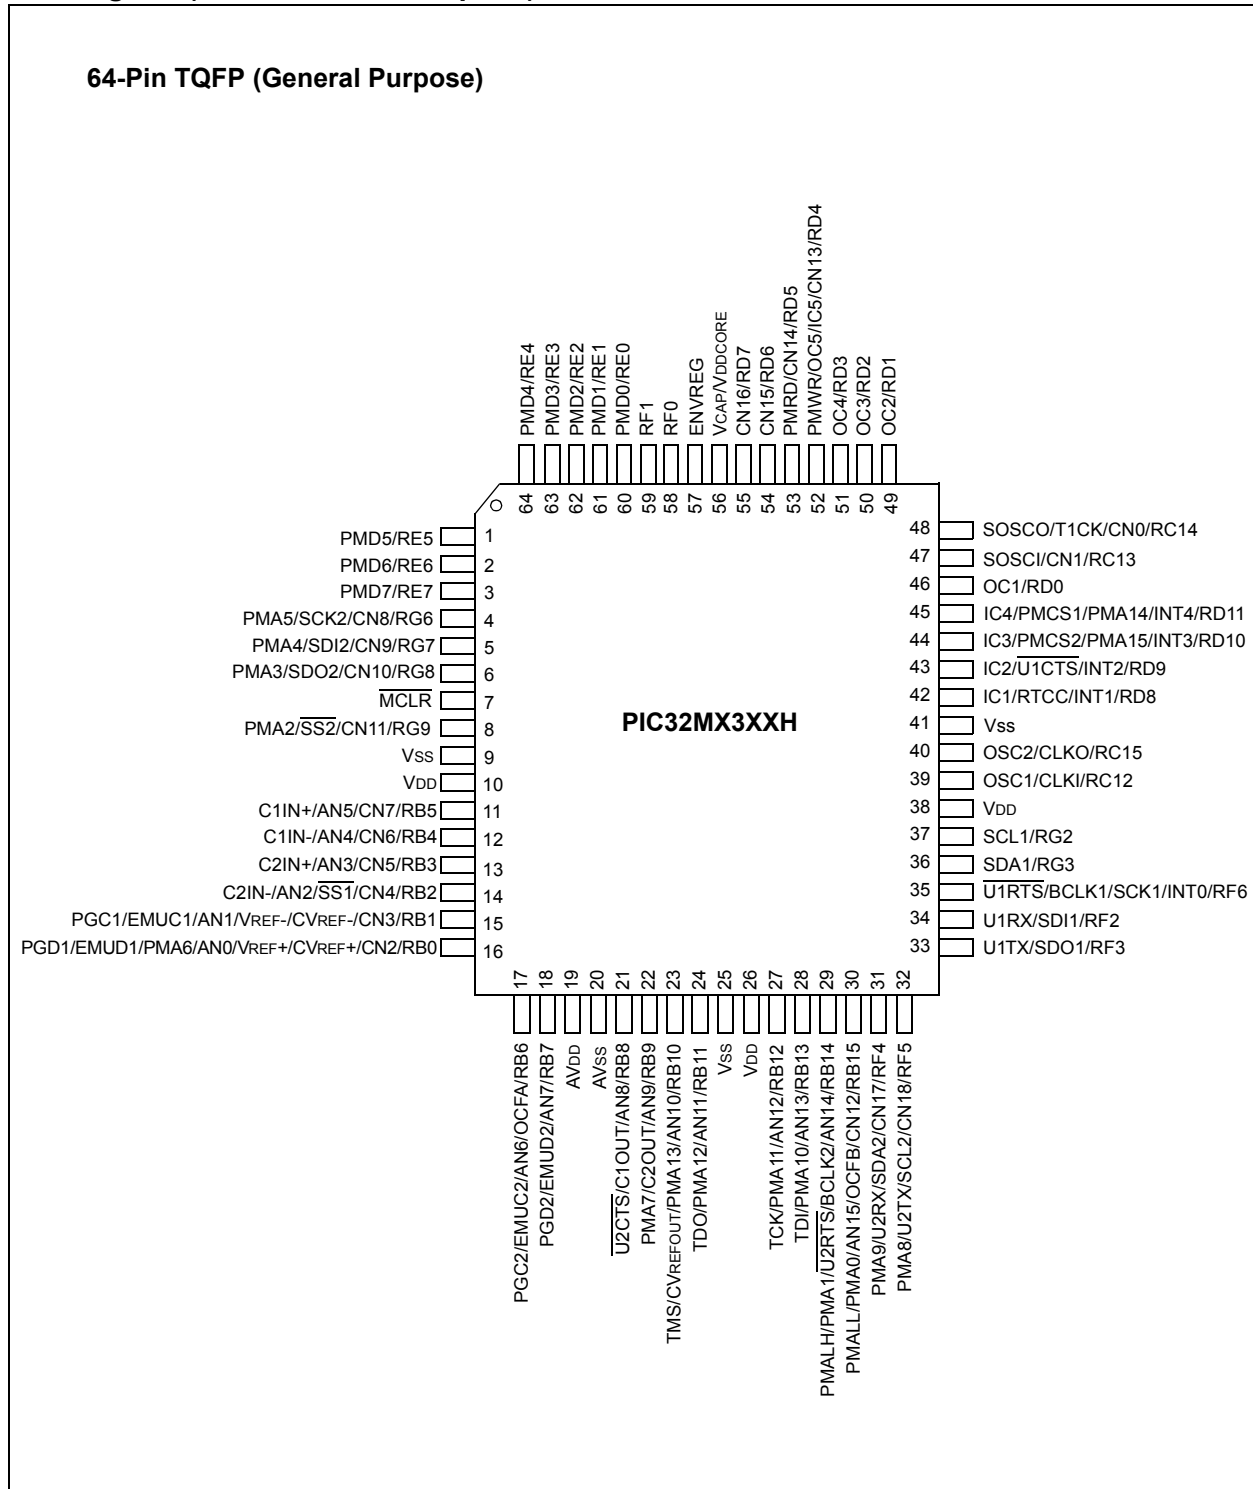 64-Pin TQFP (General Purpose)
PMD4/RE4
PMD3/RE3
PMD2/RE2
PMD1/RE1
PMD0/RE0
RF1
RF0
ENVREG
VCAP/VDDCORE
CN16/RD7
CN15/RD6
PMRD/CN14/RD5
PMWR/OC5/IC5/CN13/RD4
OC4/RD3
OC3/RD2
OC2/RD1
64
63
62
61
60
59
58
57
56
55
54
53
52
51
50
49
PMD5/RE5 1
PMD6/RE6 2
PMD7/RE7 3
PMA5/SCK2/CN8/RG6 4
PMA4/SDI2/CN9/RG7 5
PMA3/SDO2/CN10/RG8 6
MCLR 7
PMA2/SS2/CN11/RG9 8
VSS 9
VDD 10
C1IN+/AN5/CN7/RB5 11
C1IN-/AN4/CN6/RB4 12
C2IN+/AN3/CN5/RB3 13
C2IN-/AN2/SS1/CN4/RB2 14
PGC1/EMUC1/AN1/VREF-/CVREF-/CN3/RB1 15
PGD1/EMUD1/PMA6/AN0/VREF+/CVREF+/CN2/RB0 16
PIC32MX3XXH
48 SOSCO/T1CK/CN0/RC14
47 SOSCI/CN1/RC13
46 OC1/RD0
45 IC4/PMCS1/PMA14/INT4/RD11
44 IC3/PMCS2/PMA15/INT3/RD10
43 IC2/U1CTS/INT2/RD9
42 IC1/RTCC/INT1/RD8
41 Vss
40 OSC2/CLKO/RC15
39 OSC1/CLKI/RC12
38 VDD
37 SCL1/RG2
36 SDA1/RG3
35 U1RTS/BCLK1/SCK1/INT0/RF6
34 U1RX/SDI1/RF2
33 U1TX/SDO1/RF3
17
18
19
20
21
22
23
24
25
26
27
28
29
30
31
32
PGC2/EMUC2/AN6/OCFA/RB6
PGD2/EMUD2/AN7/RB7
AVDD
AVss
U2CTS/C1OUT/AN8/RB8
PMA7/C2OUT/AN9/RB9
TMS/CVREFOUT/PMA13/AN10/RB10
TDO/PMA12/AN11/RB11
VSS
VDD
TCK/PMA11/AN12/RB12
TDI/PMA10/AN13/RB13
PMALH/PMA1/U2RTS/BCLK2/AN14/RB14
PMALL/PMA0/AN15/OCFB/CN12/RB15
PMA9/U2RX/SDA2/CN17/RF4
PMA8/U2TX/SCL2/CN18/RF5